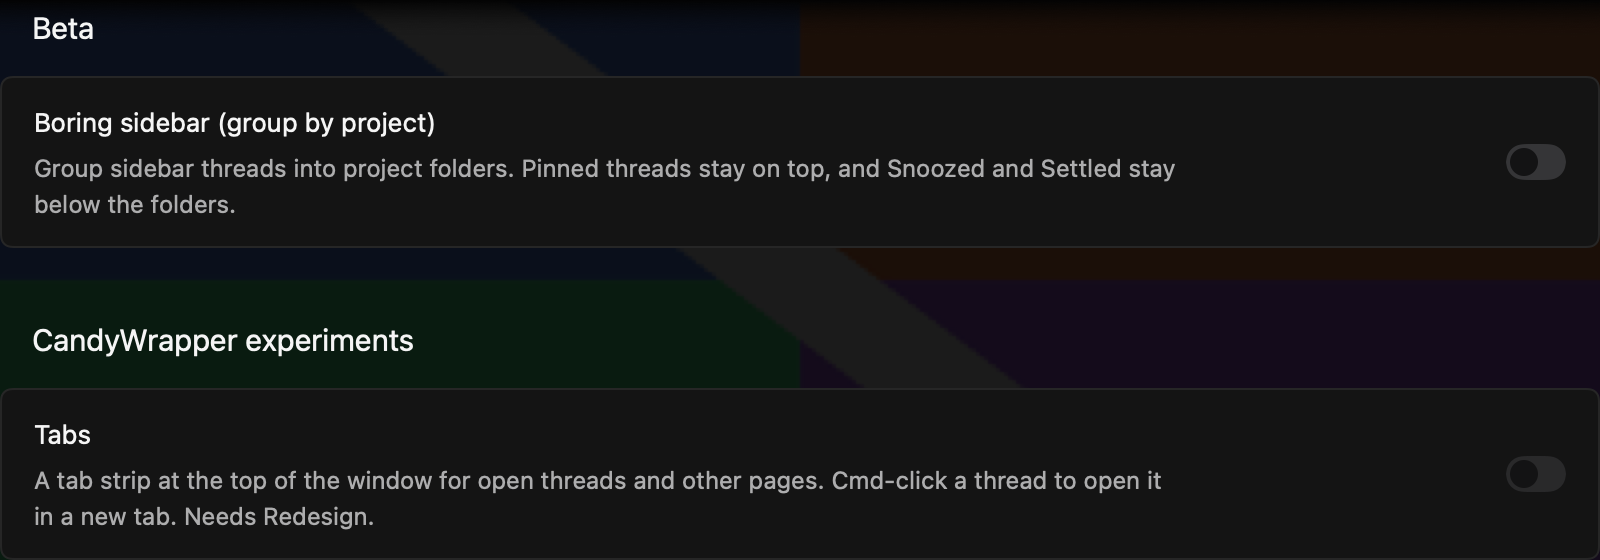 Beta
Boring sidebar (group by project)
Group sidebar threads into project folders. Pinned threads stay on top, and Snoozed and Settled stay
below the folders.
CandyWrapper experiments
Tabs
A tab strip at the top of the window for open threads and other pages. Cmd-click a thread to open it
in a new tab. Needs Redesign.